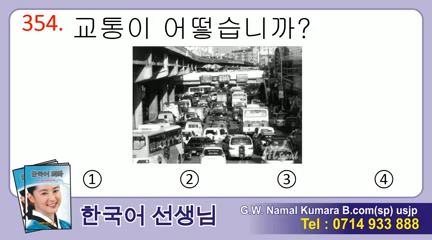 354. 교통이 어떻습니까?
① ② ③ ④
한국어 선생님
G.W. Namal Kumara B.com(sp) usjp
Tel : 0714 933 888